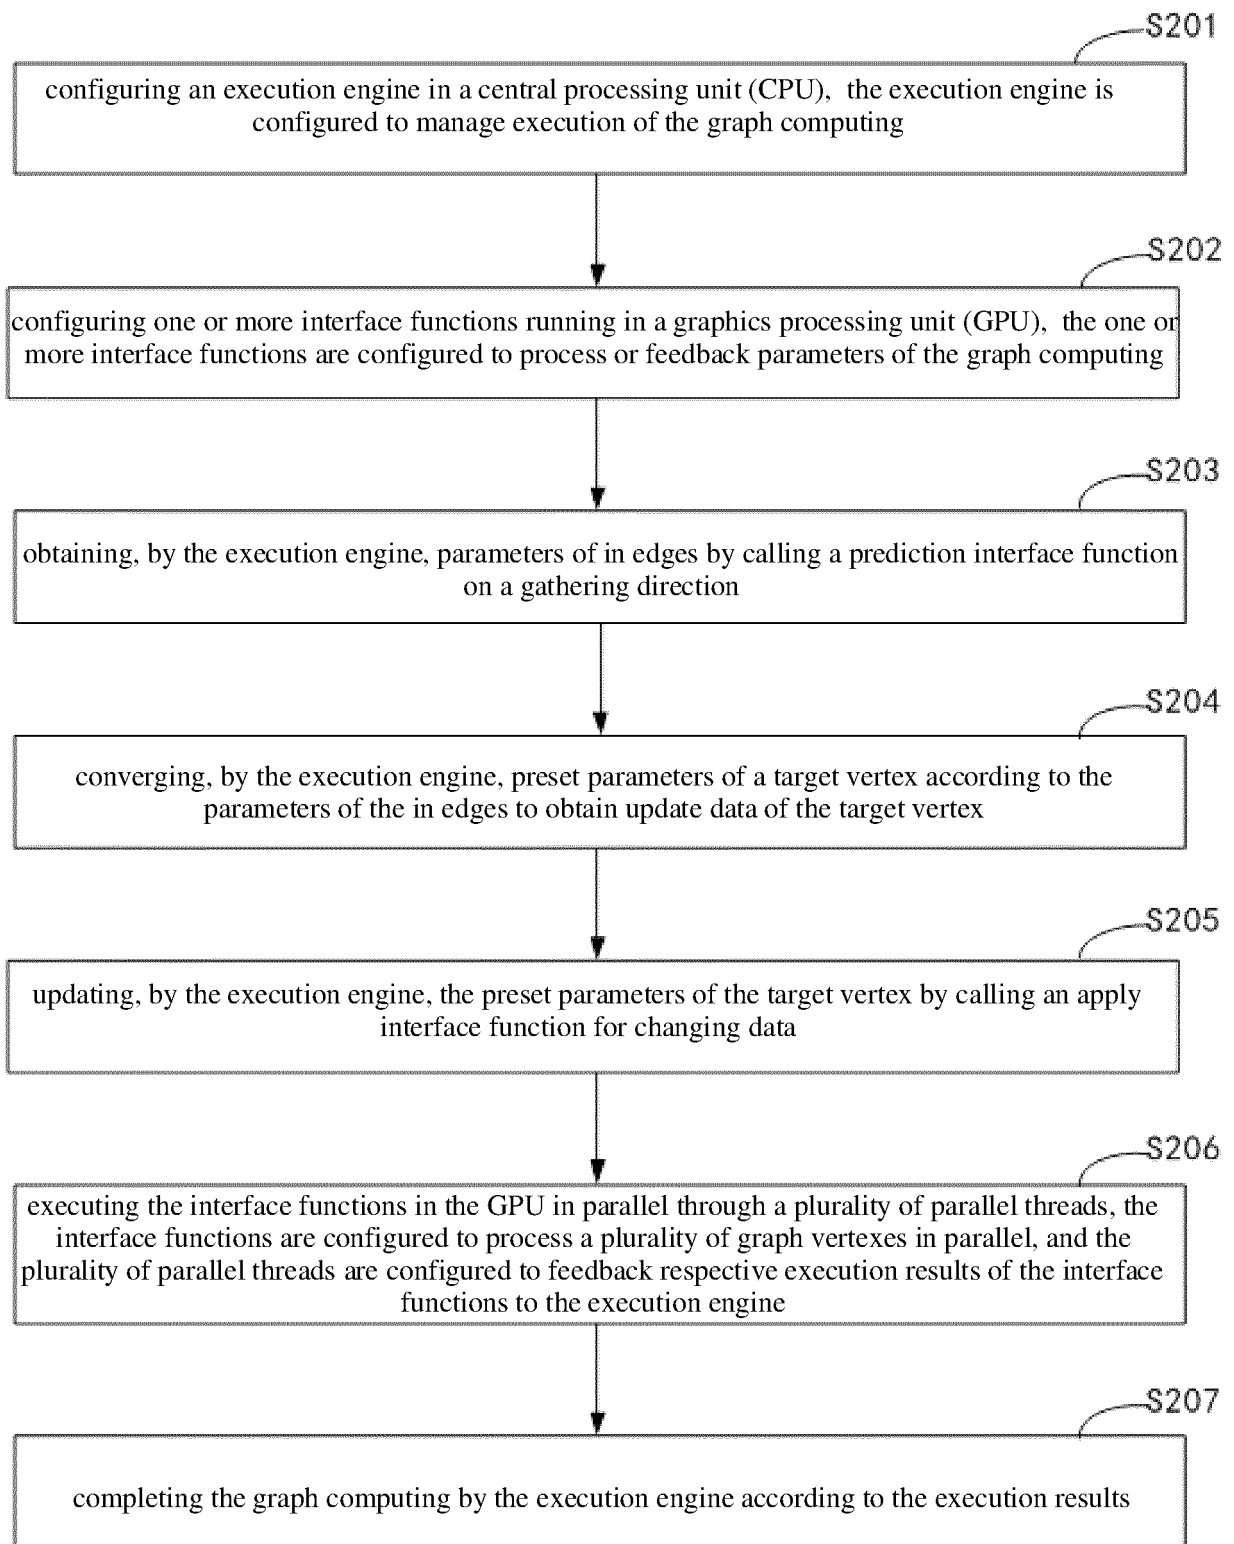 S201
configuring an execution engine in a central processing unit (CPU), the execution engine is
configured to manage execution of the graph computing
S202
configuring one or more interface functions running in a graphics processing unit (GPU), the one or
more interface functions are configured to process or feedback parameters of the graph computing
S203
obtaining, by the execution engine, parameters of in edges by calling a prediction interface function
on a gathering direction
S204
converging, by the execution engine, preset parameters of a target vertex according to the
parameters of the in edges to obtain update data of the target vertex
S205
updating, by the execution engine, the preset parameters of the target vertex by calling an apply
interface function for changing data
S206
executing the interface functions in the GPU in parallel through a plurality of parallel threads, the
interface functions are configured to process a plurality of graph vertexes in parallel, and the
plurality of parallel threads are configured to feedback respective execution results of the interface
functions to the execution engine
S207
completing the graph computing by the execution engine according to the execution results